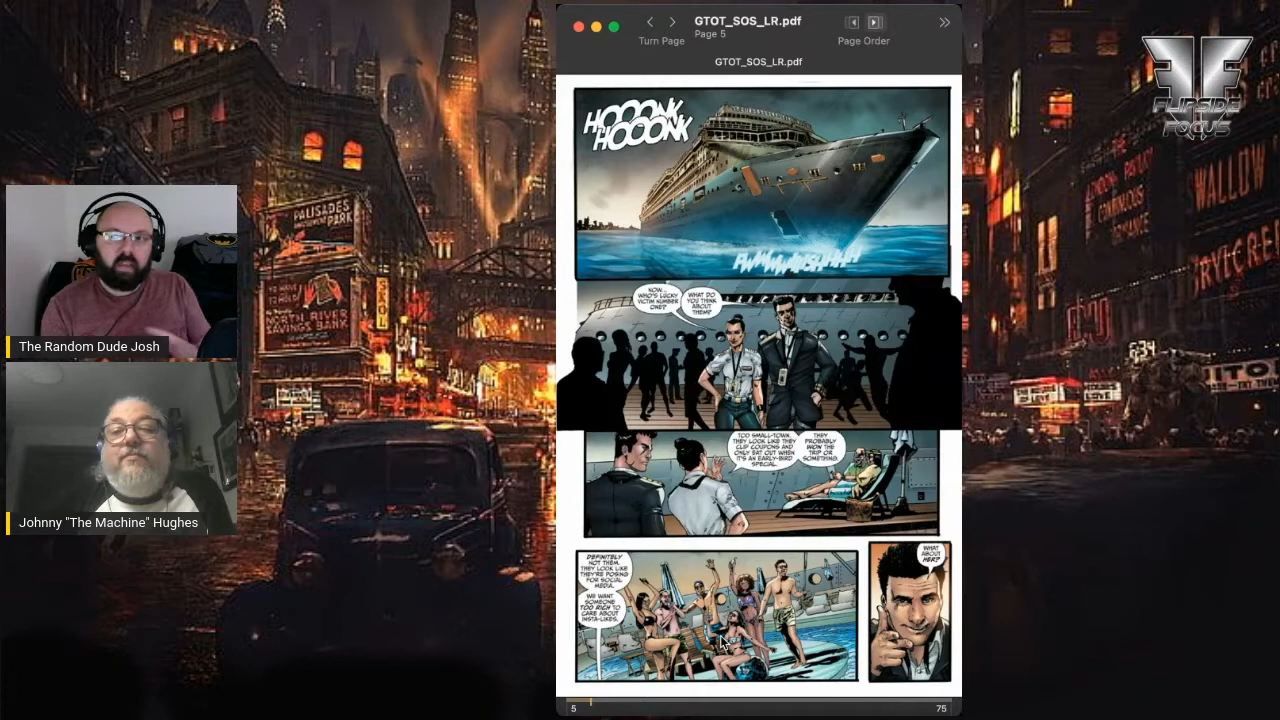 GTOT_SOS_LR.pdf
Page 5
Turn Page
Page Order
GTOT_SOS_LR.pdf
FLIPSIDE
FOCUS
PALISADES
AMUSEMENT
PARK
NORTH RIVER
SAVINGS BANK
WALLOW
The Random Dude Josh
Johnny "The Machine" Hughes
HOOONK
HOOONK
NOW...
WHO'S LUCKY
VICTIM NUMBER
ONE?
WHAT DO
YOU THINK
ABOUT
THEM?
TOO SMALL-TOWN.
THEY LOOK LIKE THEY
CLIP COUPONS AND
ONLY EAT OUT WHEN
IT'S AN EARLY-BIRD
SPECIAL.
THEY
PROBABLY
WON THE
TRIP OR
SOMETHING.
DEFINITELY
NOT THEM.
THEY LOOK LIKE
THEY'RE POSING
FOR SOCIAL
MEDIA.
WE WANT
SOMEONE
TOO RICH TO
CARE ABOUT
INSTA-LIKES.
WHAT
ABOUT
HER?
5
75